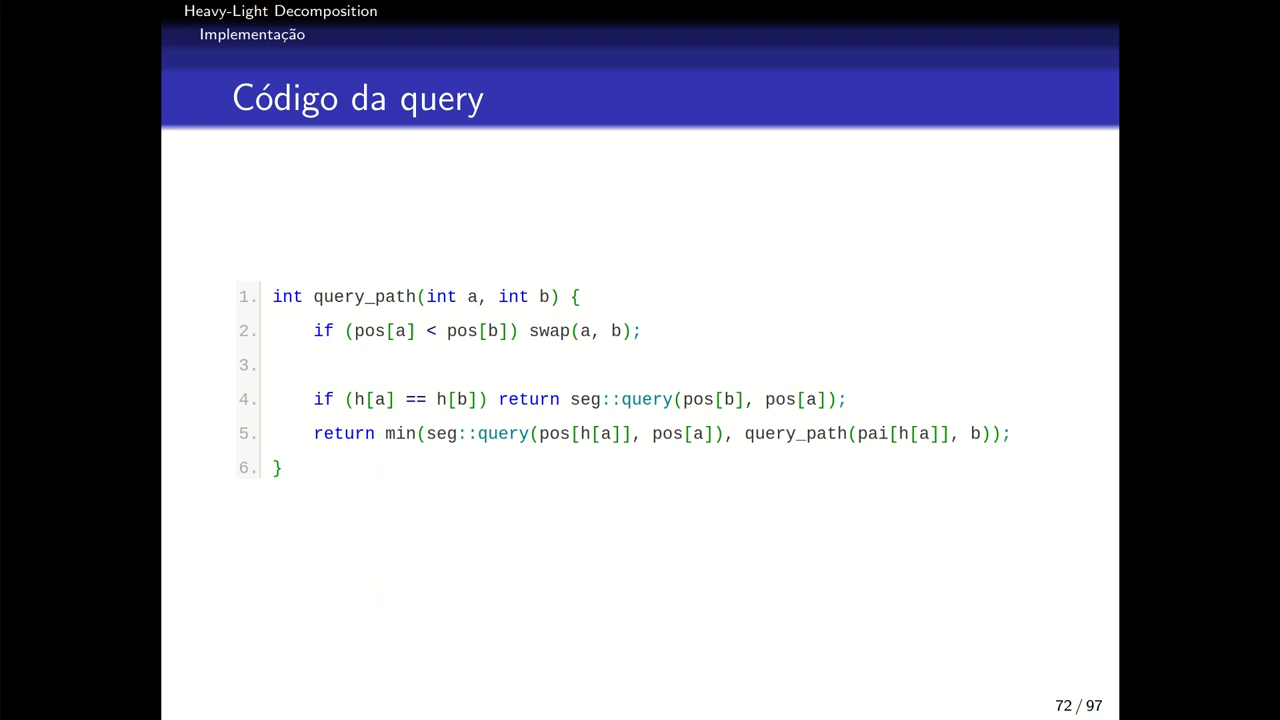 Heavy-Light Decomposition
Implementação
Código da query
1. int query_path(int a, int b) {
2.     if (pos[a] < pos[b]) swap(a, b);
3.
4.     if (h[a] == h[b]) return seg::query(pos[b], pos[a]);
5.     return min(seg::query(pos[h[a]], pos[a]), query_path(pai[h[a]], b));
6. }
72 / 97